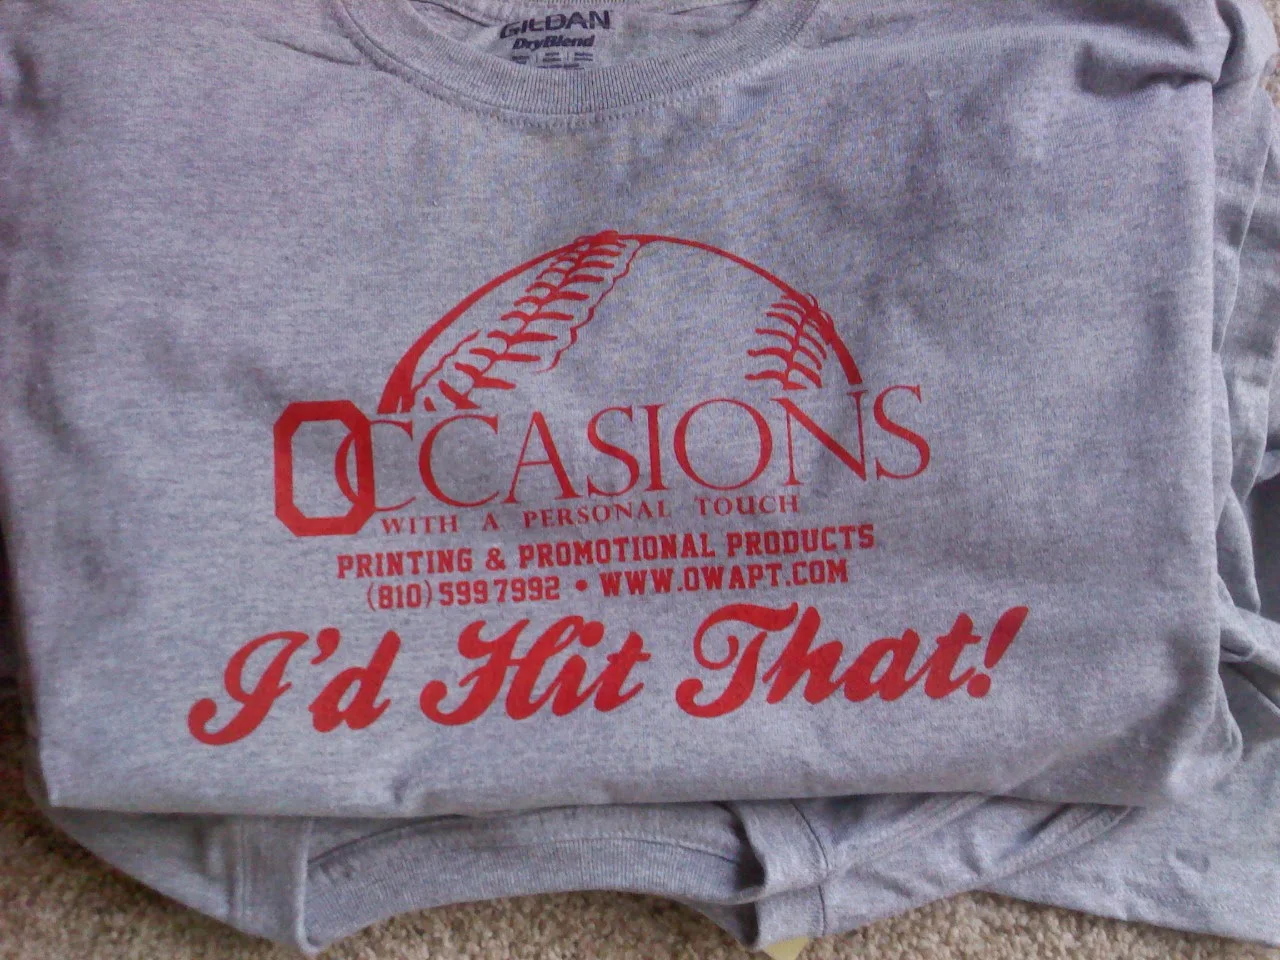 GILDAN
DryBlend
OCCASIONS
WITH A PERSONAL TOUCH
PRINTING & PROMOTIONAL PRODUCTS
(810) 599 7992 • WWW.OWAPT.COM
I'd Hit That!